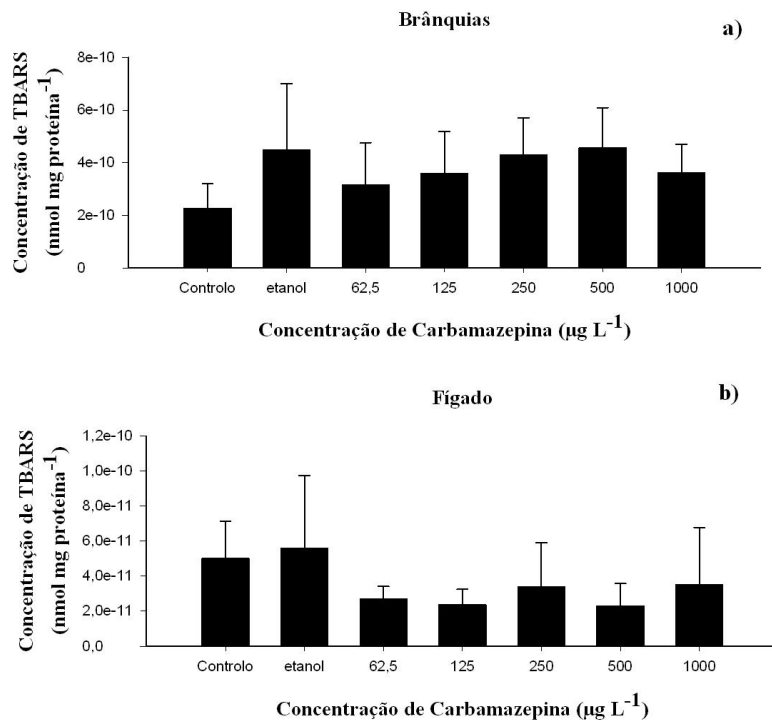 Brânquias
a)
Concentração de TBARS
(nmol mg proteína-1)
8e-10
6e-10
4e-10
2e-10
0
Controlo etanol 62,5 125 250 500 1000
Concentração de Carbamazepina (µg L-1)
b)
Fígado
Concentração de TBARS
(nmol mg proteína-1)
1,2e-10
1,0e-10
8,0e-11
6,0e-11
4,0e-11
2,0e-11
0,0
Controlo etanol 62,5 125 250 500 1000
Concentração de Carbamazepina (µg L-1)